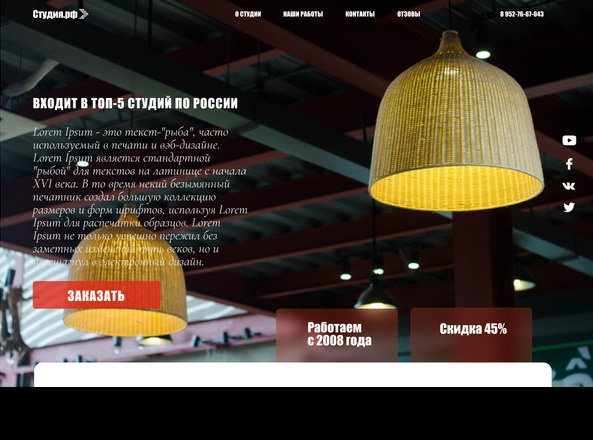 Студия.рф
О СТУДИИ НАШИ РАБОТЫ КОНТАКТЫ ОТЗОВЫ 8 952-76-67-043
ВХОДИТ В ТОП-5 СТУДИЙ ПО РОССИИ
Lorem Ipsum - это текст-"рыба", часто
используемый в печати и вэб-дизайне.
Lorem Ipsum является стандартной
"рыбой" для текстов на латинице с начала
XVI века. В то время некий безымянный
печатник создал большую коллекцию
размеров и форм шрифтов, используя Lorem
Ipsum для распечатки образцов. Lorem
Ipsum не только успешно пережил без
заметных изменений пять веков, но и
перешагнул в электронный дизайн.
ЗАКАЗАТЬ
Работаем
с 2008 года
Скидка 45%